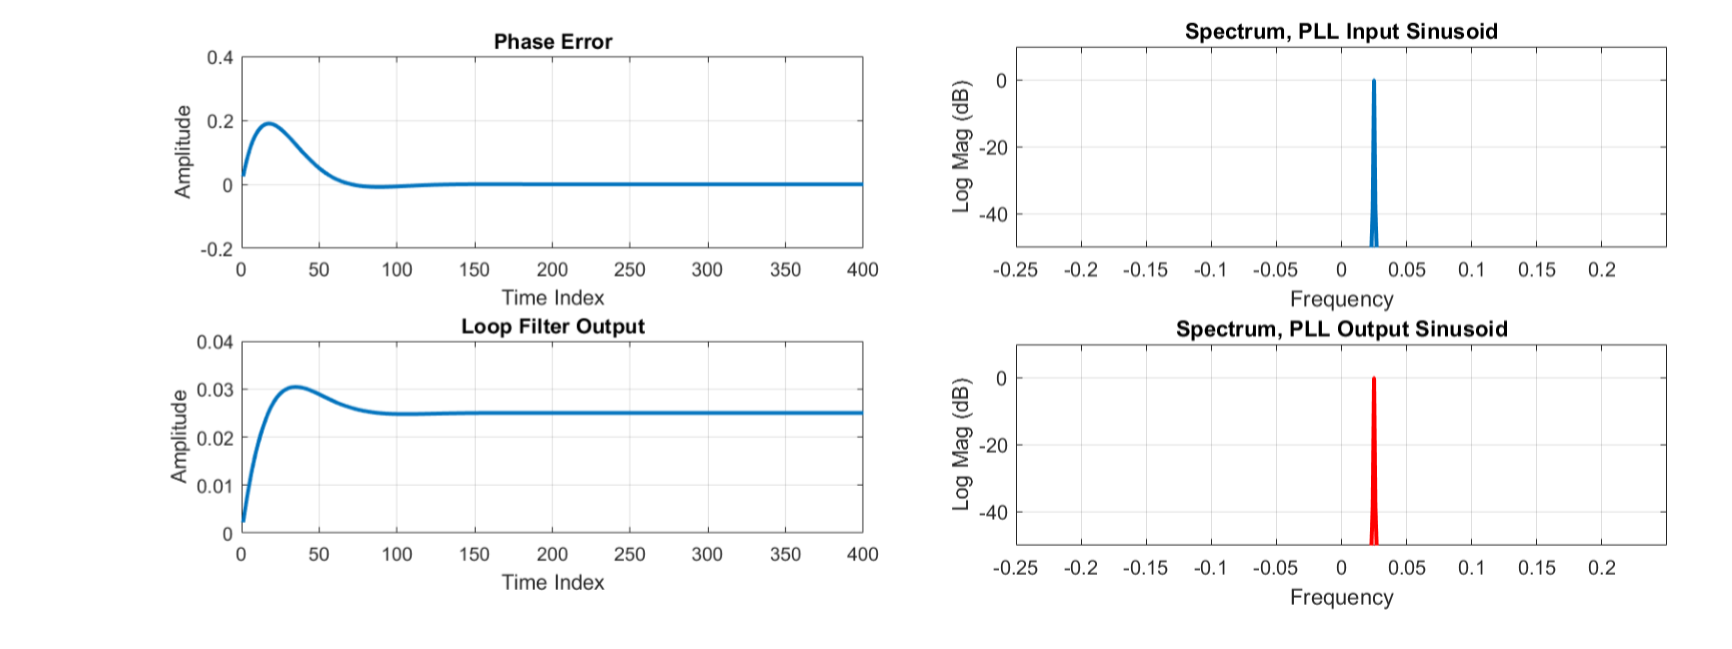 Phase Error
0.4
0.2
0
-0.2
Amplitude
0 50 100 150 200 250 300 350 400
Time Index
Loop Filter Output
0.04
0.03
0.02
0.01
0
Amplitude
0 50 100 150 200 250 300 350 400
Time Index
Spectrum, PLL Input Sinusoid
0
-20
-40
Log Mag (dB)
-0.25 -0.2 -0.15 -0.1 -0.05 0 0.05 0.1 0.15 0.2
Frequency
Spectrum, PLL Output Sinusoid
0
-20
-40
Log Mag (dB)
-0.25 -0.2 -0.15 -0.1 -0.05 0 0.05 0.1 0.15 0.2
Frequency